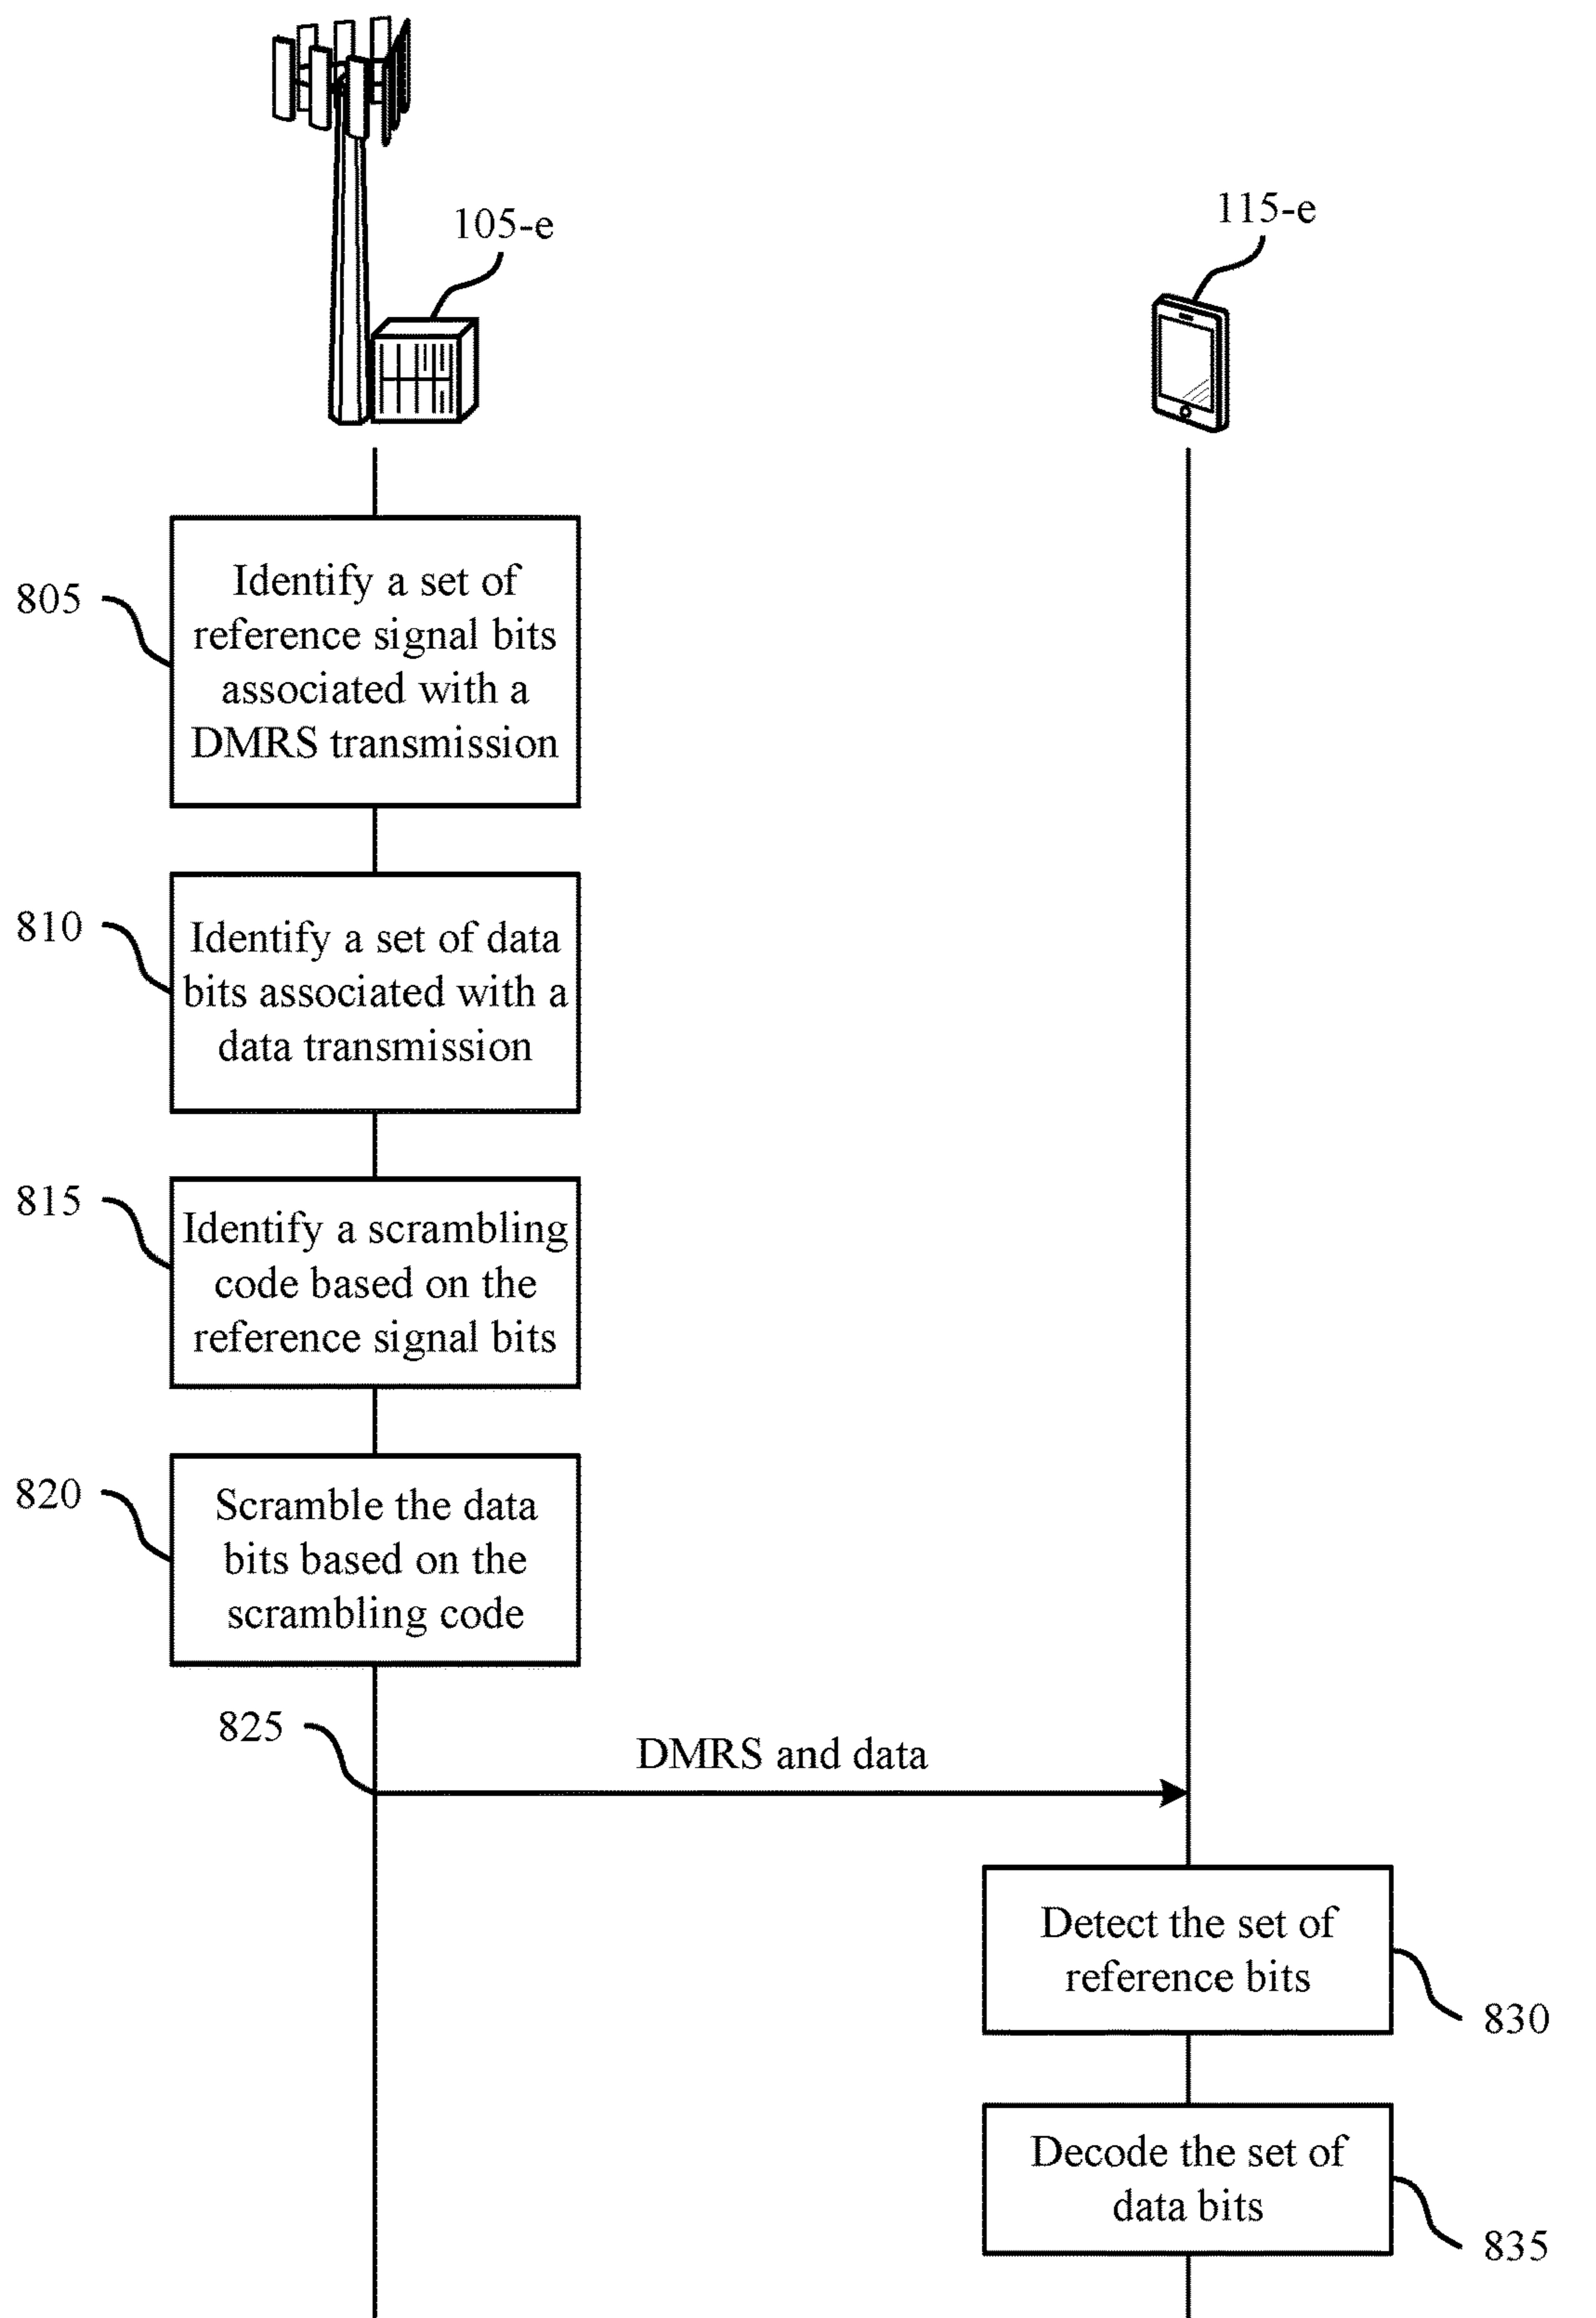 105-e
115-e
805
Identify a set of
reference signal bits
associated with a
DMRS transmission
810
Identify a set of data
bits associated with a
data transmission
815
Identify a scrambling
code based on the
reference signal bits
820
Scramble the data
bits based on the
scrambling code
825
DMRS and data
Detect the set of
reference bits
830
Decode the set of
data bits
835